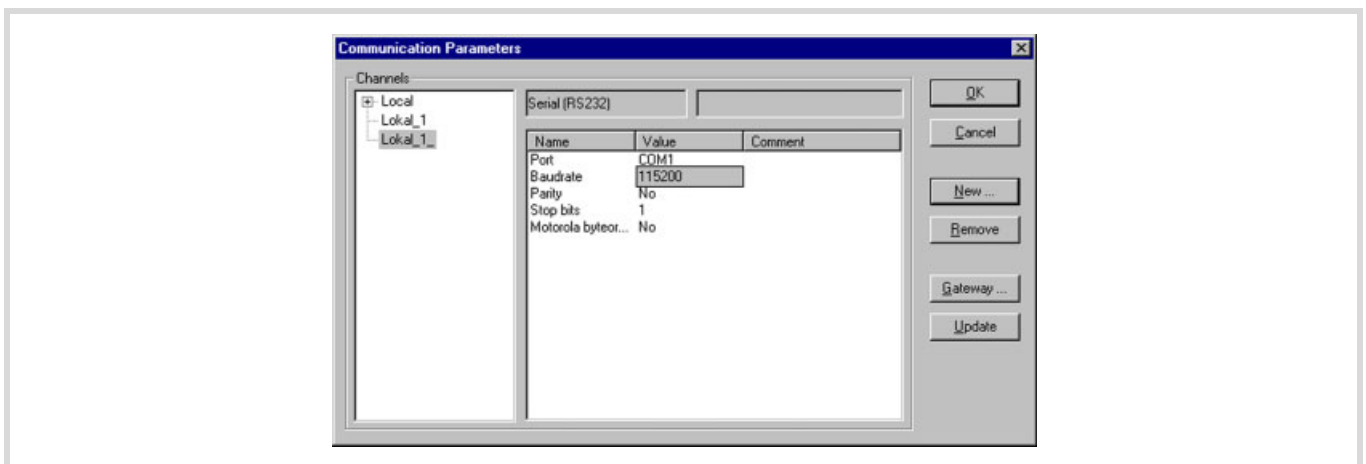 Communication Parameters
Channels
Local
Lokal_1
Lokal_1_
Serial (RS232)
Name Value Comment
Port COM1
Baudrate 115200
Parity No
Stop bits 1
Motorola byteor... No
OK
Cancel
New ...
Remove
Gateway ...
Update